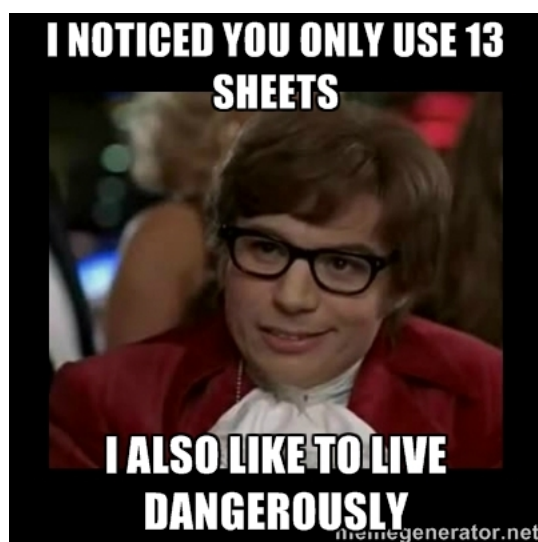 I NOTICED YOU ONLY USE 13
SHEETS
I ALSO LIKE TO LIVE
DANGEROUSLY
memegenerator.net